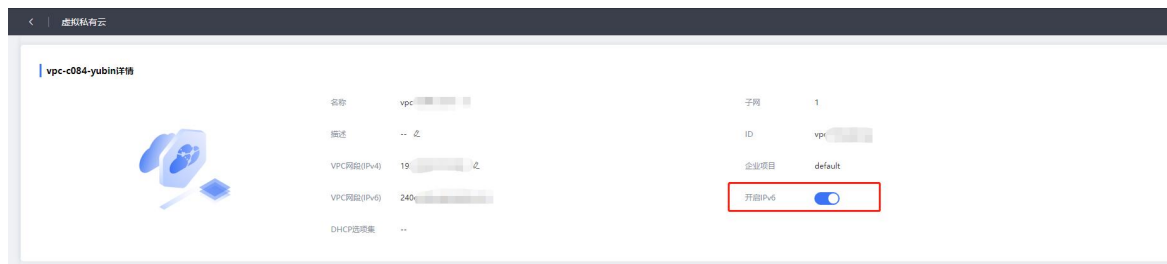 虚拟私有云
vpc-c084-yubin详情
名称 vpc
子网 1
描述 --
ID vpc
VPC网段(IPv4) 19
企业项目 default
VPC网段(IPv6) 240
开启IPv6
DHCP选项集 --